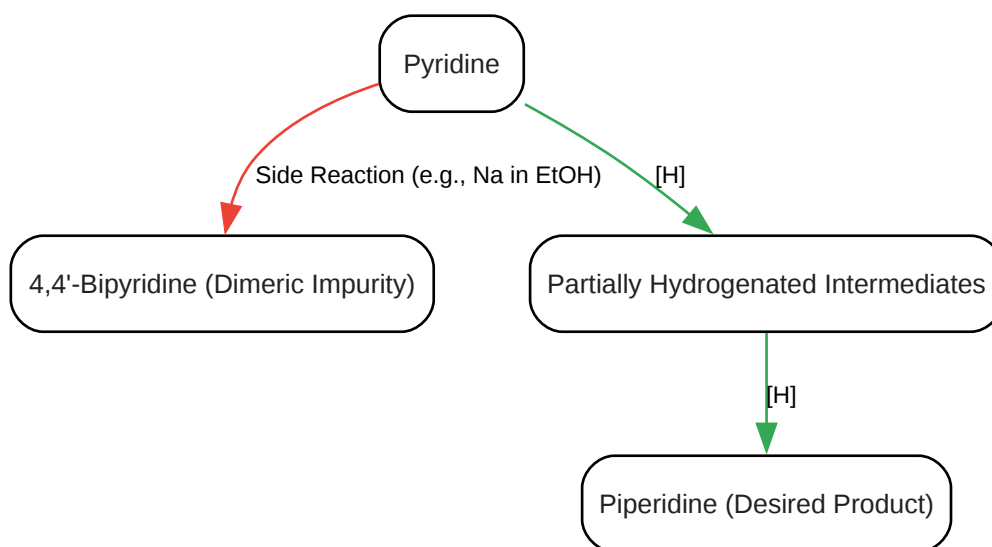 Pyridine
Side Reaction (e.g., Na in EtOH)
[H]
4,4'-Bipyridine (Dimeric Impurity)
Partially Hydrogenated Intermediates
[H]
Piperidine (Desired Product)